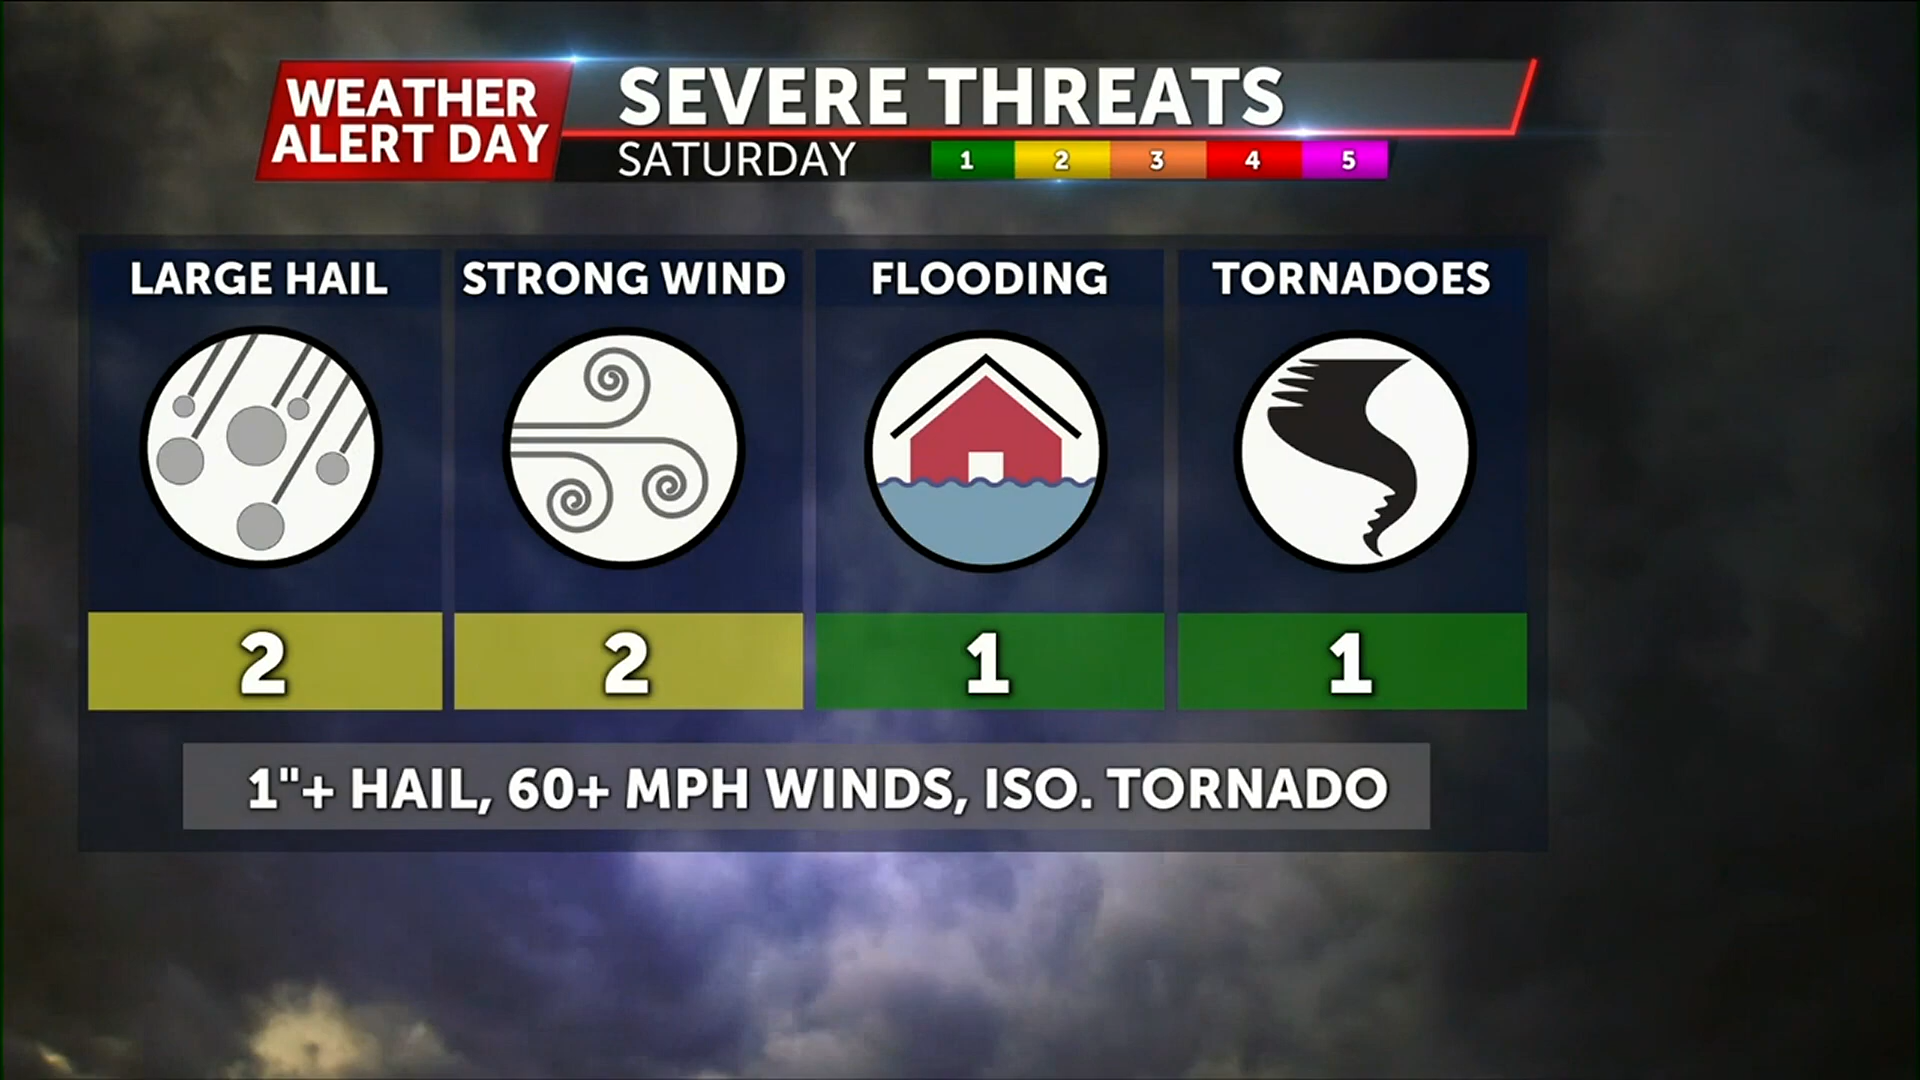 WEATHER
ALERT DAY
SEVERE THREATS
SATURDAY
1 2 3 4 5
LARGE HAIL
STRONG WIND
FLOODING
TORNADOES
2
2
1
1
1"+ HAIL, 60+ MPH WINDS, ISO. TORNADO